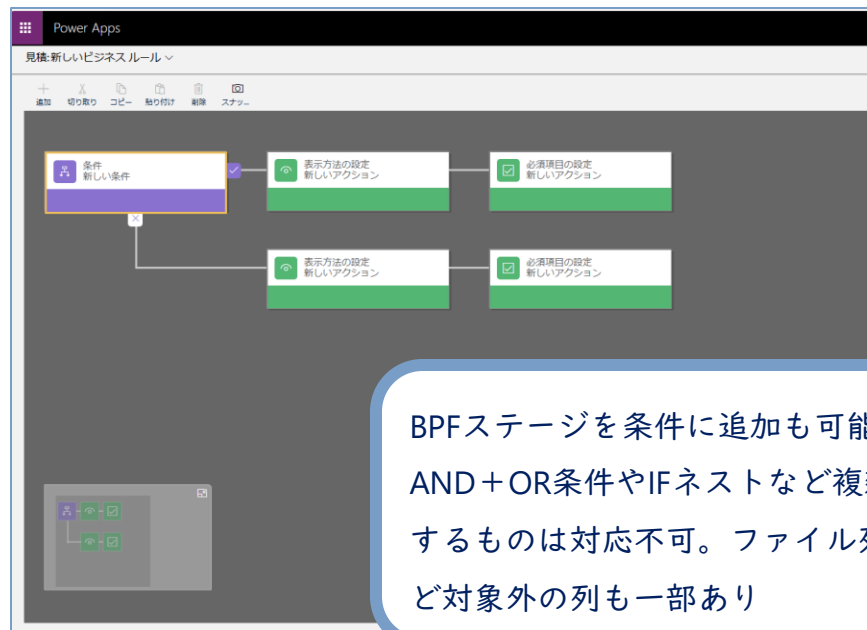 Power Apps
見積:新しいビジネス ルール
追加 切り取り コピー 貼り付け 削除 スナッ...
条件
新しい条件
表示方法の設定
新しいアクション
必須項目の設定
新しいアクション
表示方法の設定
新しいアクション
必須項目の設定
新しいアクション
BPFステージを条件に追加も可能
AND+OR条件やIFネストなど複
するものは対応不可。ファイル
ど対象外の列も一部あり